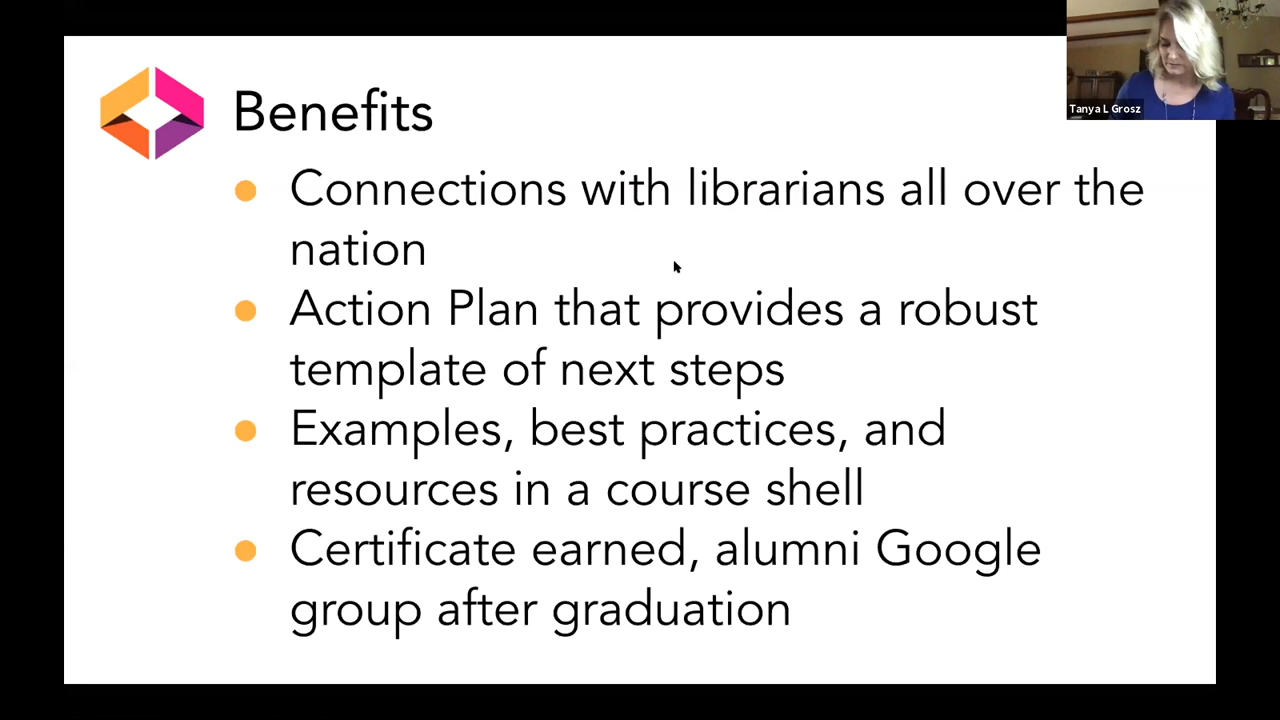 Tanya L Grosz
Benefits
Connections with librarians all over the
nation
Action Plan that provides a robust
template of next steps
Examples, best practices, and
resources in a course shell
Certificate earned, alumni Google
group after graduation